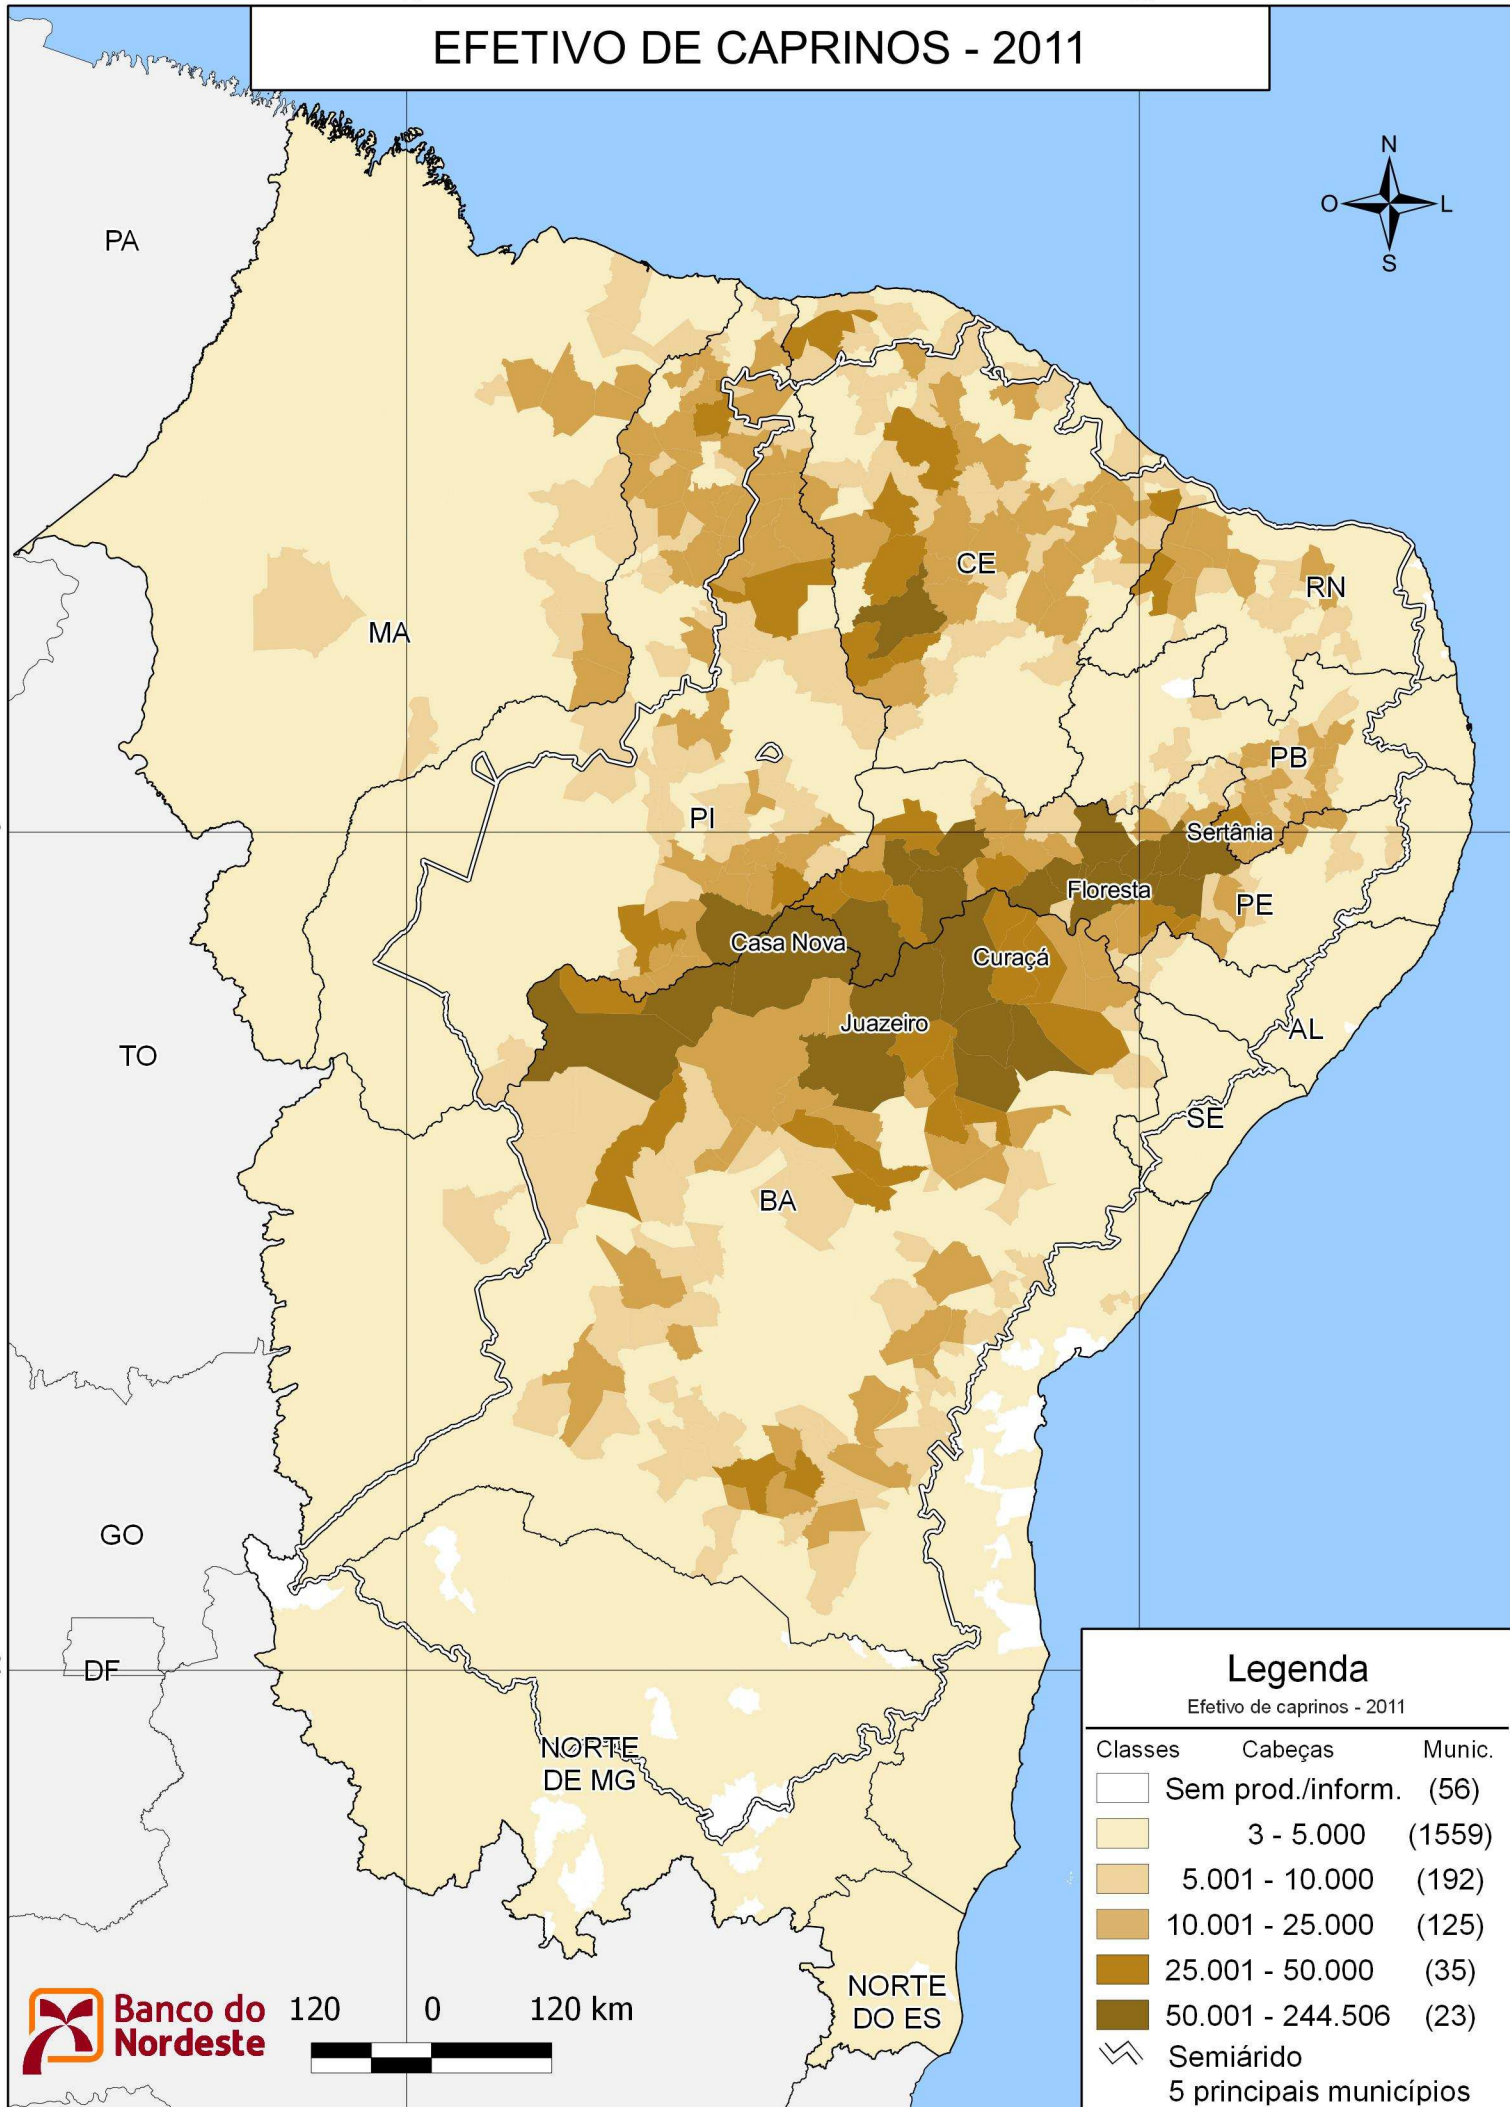 EFETIVO DE CAPRINOS - 2011
N
O
L
S
PA
CE
RN
MA
PB
PI
Sertânia
Floresta
PE
Casa Nova
Curaçá
Juazeiro
AL
TO
SE
BA
GO
DF
NORTE
DE MG
NORTE
DO ES
Banco do
Nordeste
120 0 120 km
Legenda
Efetivo de caprinos - 2011
Classes Cabeças Munic.
Sem prod./inform. (56)
3 - 5.000 (1559)
5.001 - 10.000 (192)
10.001 - 25.000 (125)
25.001 - 50.000 (35)
50.001 - 244.506 (23)
Semiárido
5 principais municípios